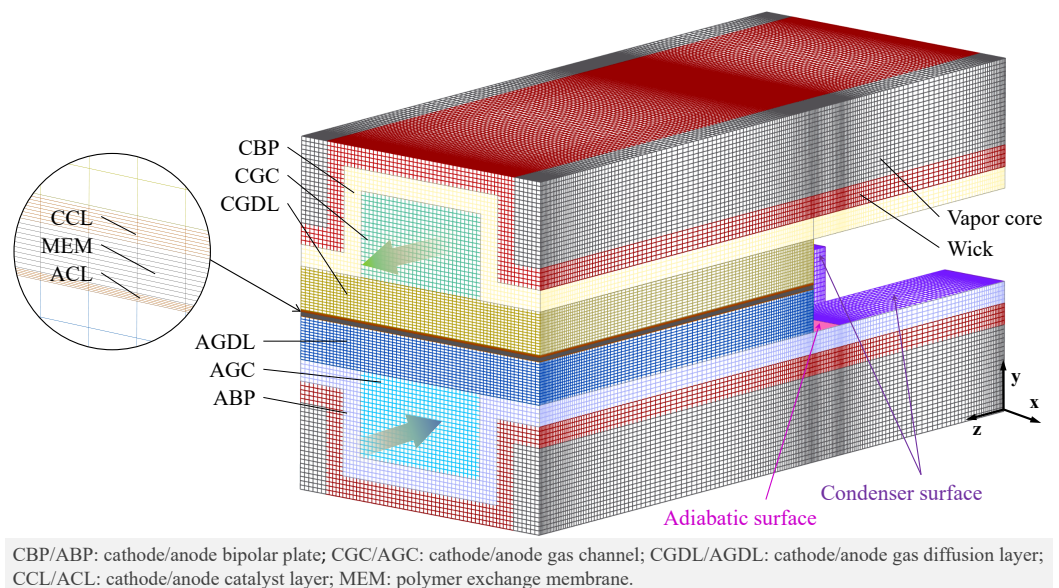 CBP
CGC
CGDL
CCL
MEM
ACL
Vapor core
Wick
AGDL
AGC
ABP
y
x
z
Condenser surface
Adiabatic surface
CBP/ABP: cathode/anode bipolar plate; CGC/AGC: cathode/anode gas channel; CGDL/AGDL: cathode/anode gas diffusion layer;
CCL/ACL: cathode/anode catalyst layer; MEM: polymer exchange membrane.